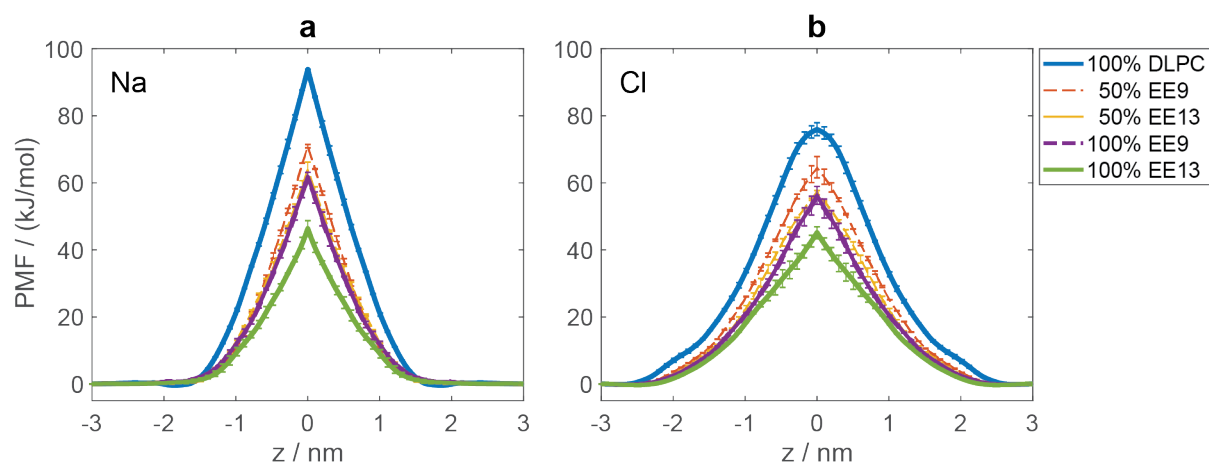 a
b
Na
Cl
100% DLPC
50% EE9
50% EE13
100% EE9
100% EE13
PMF / (kJ/mol)
100
80
60
40
20
0
-3 -2 -1 0 1 2 3
z / nm
100
80
60
40
20
0
-3 -2 -1 0 1 2 3
z / nm